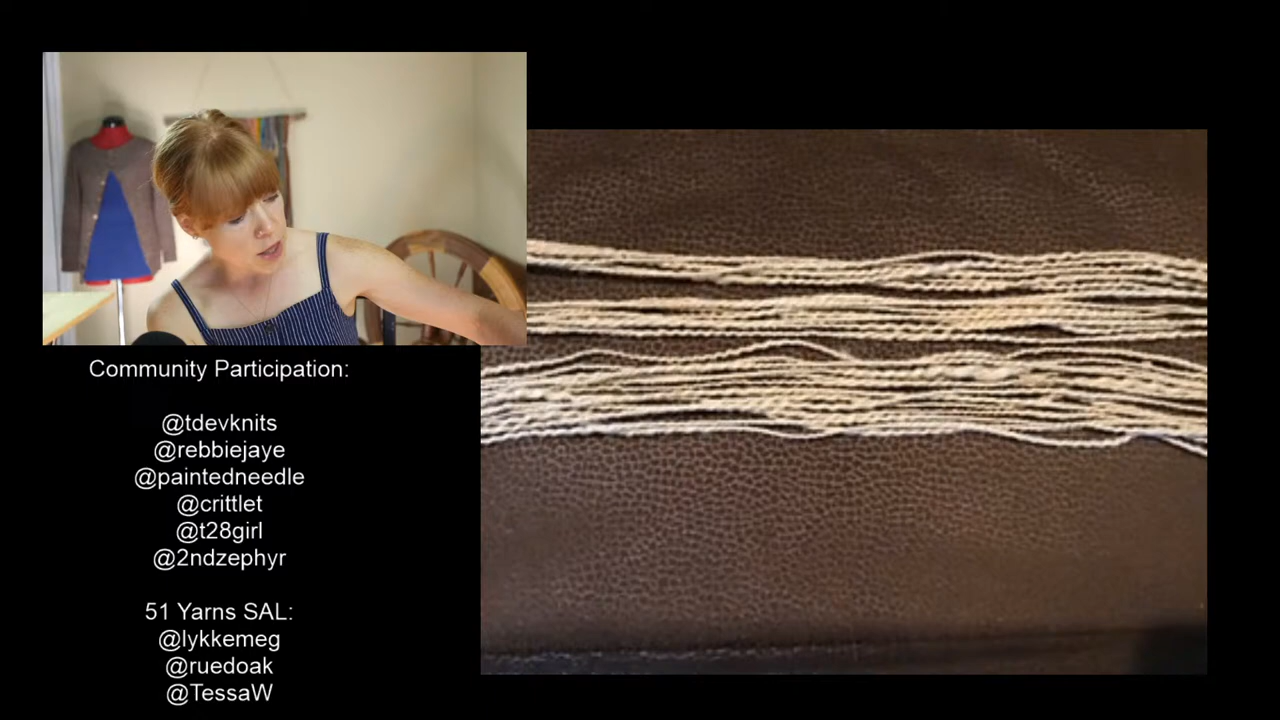 Community Participation:
@tdevknits
@rebbiejaye
@paintedneedle
@crittlet
@t28girl
@2ndzephyr
51 Yarns SAL:
@lykkemeg
@ruedoak
@TessaW